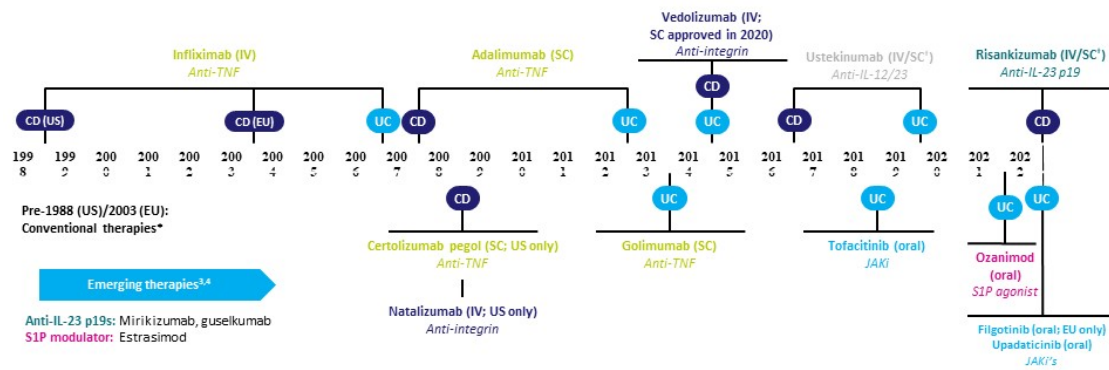 Vedolizumab (IV;
SC approved in 2020)
Anti-integrin
Infliximab (IV)
Anti-TNF
Adalimumab (SC)
Anti-TNF
Ustekinumab (IV/SC†)
Anti-IL-12/23
Risankizumab (IV/SC†)
Anti-IL-23 p19
CD
CD (US) CD (EU) UC CD UC UC CD UC CD
199 199 200 200 200 200 200 200 200 200 200 200 201 201 201 201 201 201 201 201 201 201 202 202 202
8 9 0 1 2 3 4 5 6 7 8 9 0 1 2 3 4 5 6 7 8 9 0 1 2
CD UC UC UC UC
Pre-1988 (US)/2003 (EU):
Conventional therapies*
Certolizumab pegol (SC; US only)
Anti-TNF
Golimumab (SC)
Anti-TNF
Tofacitinib (oral)
JAKi
Ozanimod
(oral)
S1P agonist
Emerging therapies3,4
Natalizumab (IV; US only)
Anti-integrin
Anti-IL-23 p19s: Mirikizumab, guselkumab
S1P modulator: Estrasimod
Filgotinib (oral; EU only)
Upadaticinib (oral)
JAKi's